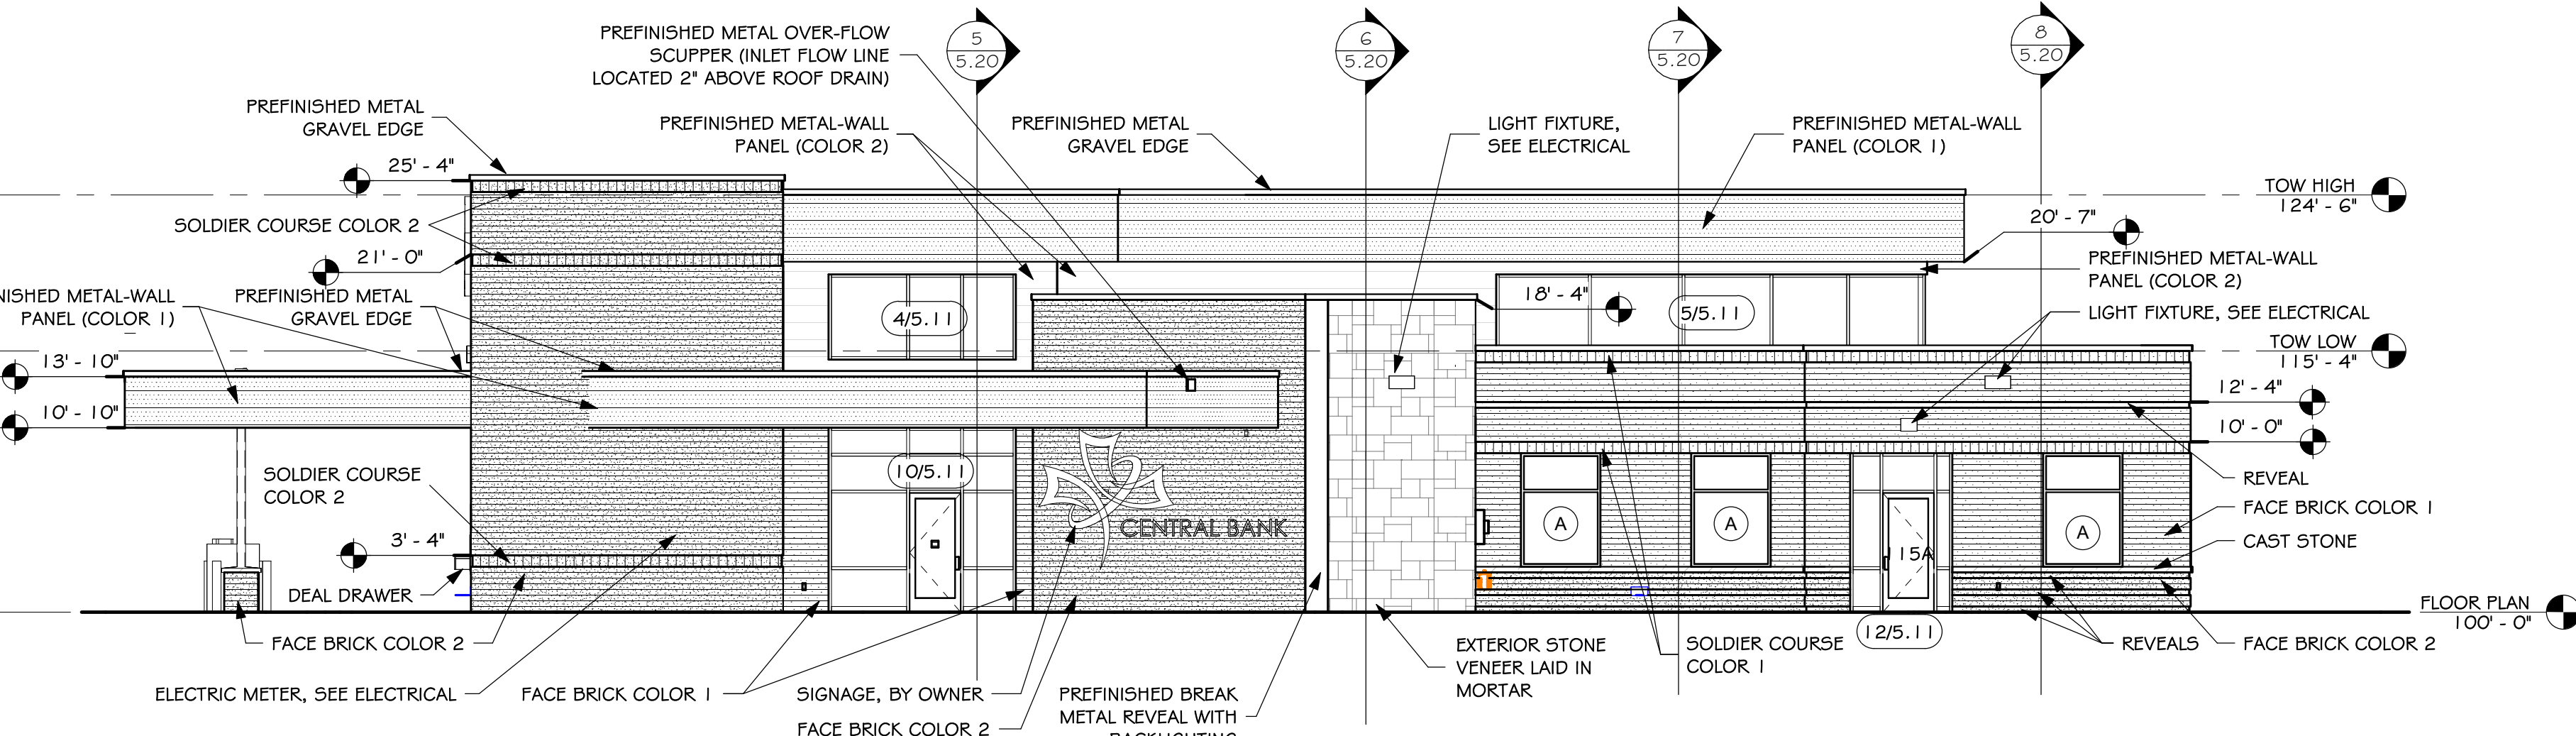 5
5.20
6
5.20
7
5.20
8
5.20
PREFINISHED METAL OVER-FLOW
SCUPPER (INLET FLOW LINE
LOCATED 2" ABOVE ROOF DRAIN)
PREFINISHED METAL
GRAVEL EDGE
PREFINISHED METAL-WALL
PANEL (COLOR 2)
PREFINISHED METAL
GRAVEL EDGE
LIGHT FIXTURE,
SEE ELECTRICAL
PREFINISHED METAL-WALL
PANEL (COLOR 1)
25' - 4"
TOW HIGH
124' - 6"
SOLDIER COURSE COLOR 2
20' - 7"
21' - 0"
PREFINISHED METAL-WALL
PANEL (COLOR 2)
NISHED METAL-WALL
PANEL (COLOR 1)
PREFINISHED METAL
GRAVEL EDGE
18' - 4"
4/5.11
5/5.11
LIGHT FIXTURE, SEE ELECTRICAL
TOW LOW
115' - 4"
13' - 10"
12' - 4"
10' - 10"
10' - 0"
SOLDIER COURSE
COLOR 2
10/5.11
REVEAL
FACE BRICK COLOR 1
CENTRAL BANK
A
A
A
3' - 4"
CAST STONE
115A
DEAL DRAWER
FLOOR PLAN
100' - 0"
FACE BRICK COLOR 2
EXTERIOR STONE
VENEER LAID IN
MORTAR
SOLDIER COURSE
COLOR 1
12/5.11
REVEALS
FACE BRICK COLOR 2
ELECTRIC METER, SEE ELECTRICAL
FACE BRICK COLOR 1
SIGNAGE, BY OWNER
FACE BRICK COLOR 2
PREFINISHED BREAK
METAL REVEAL WITH